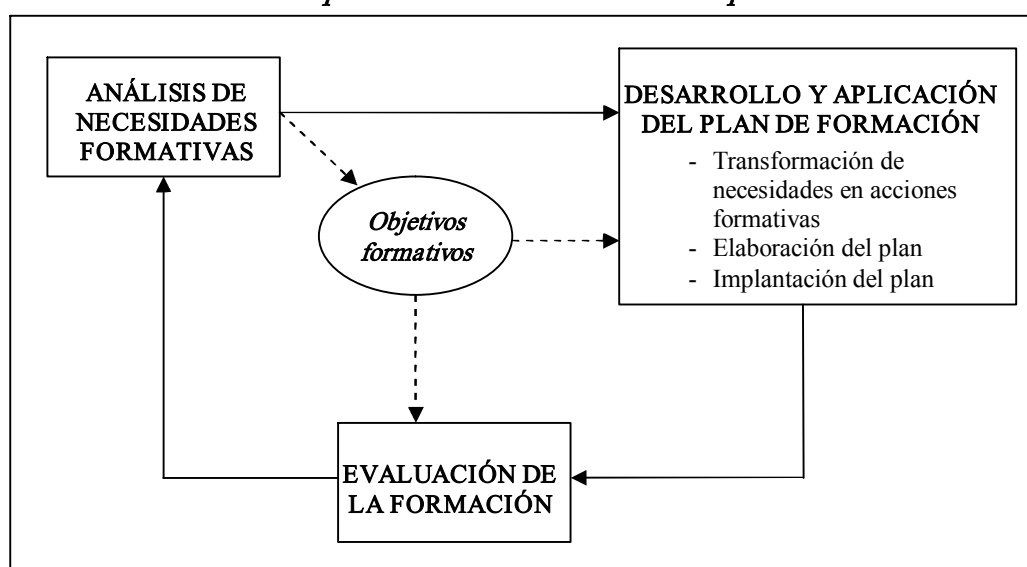 ANÁLISIS DE
NECESIDADES
FORMATIVAS
DESARROLLO Y APLICACIÓN
DEL PLAN DE FORMACIÓN
- Transformación de
necesidades en acciones
formativas
- Elaboración del plan
- Implantación del plan
Objetivos
formativos
EVALUACIÓN DE
LA FORMACIÓN